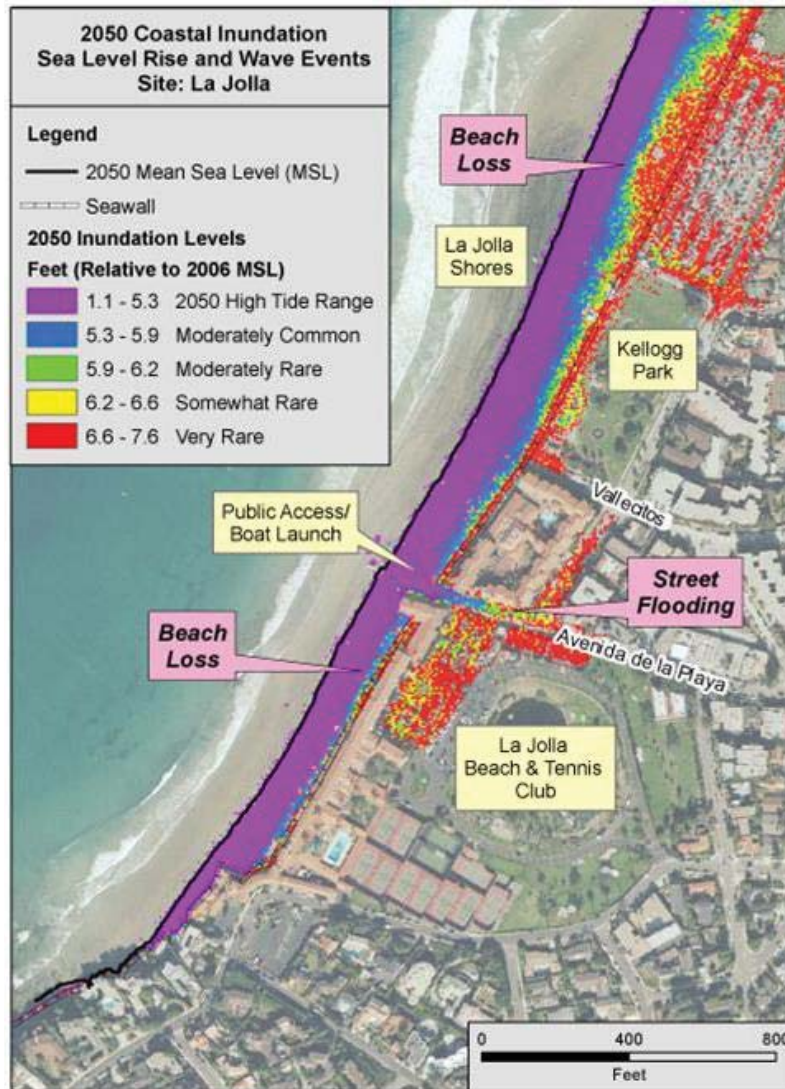 2050 Coastal Inundation
Sea Level Rise and Wave Events
Site: La Jolla
Legend
2050 Mean Sea Level (MSL)
Seawall
2050 Inundation Levels
Feet (Relative to 2006 MSL)
1.1 - 5.3 2050 High Tide Range
5.3 - 5.9 Moderately Common
5.9 - 6.2 Moderately Rare
6.2 - 6.6 Somewhat Rare
6.6 - 7.6 Very Rare
Beach
Loss
La Jolla
Shores
Kellogg
Park
Vallecitos
Public Access/
Boat Launch
Street
Flooding
Beach
Loss
Avenida de la Playa
La Jolla
Beach & Tennis
Club
0 400 800
Feet